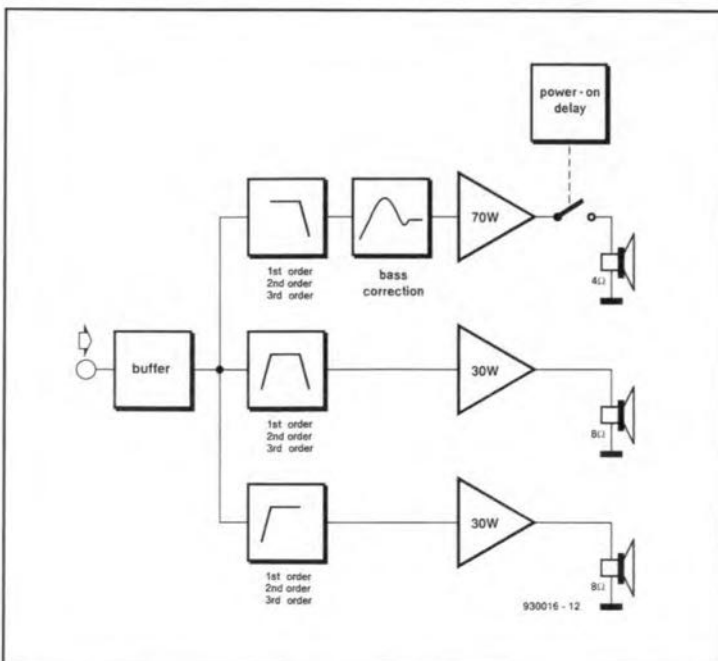 power-on
delay
70W
1st order
2nd order
3rd order
bass
correction
4Ω
buffer
30W
1st order
2nd order
3rd order
8Ω
30W
1st order
2nd order
3rd order
8Ω
930016 - 12